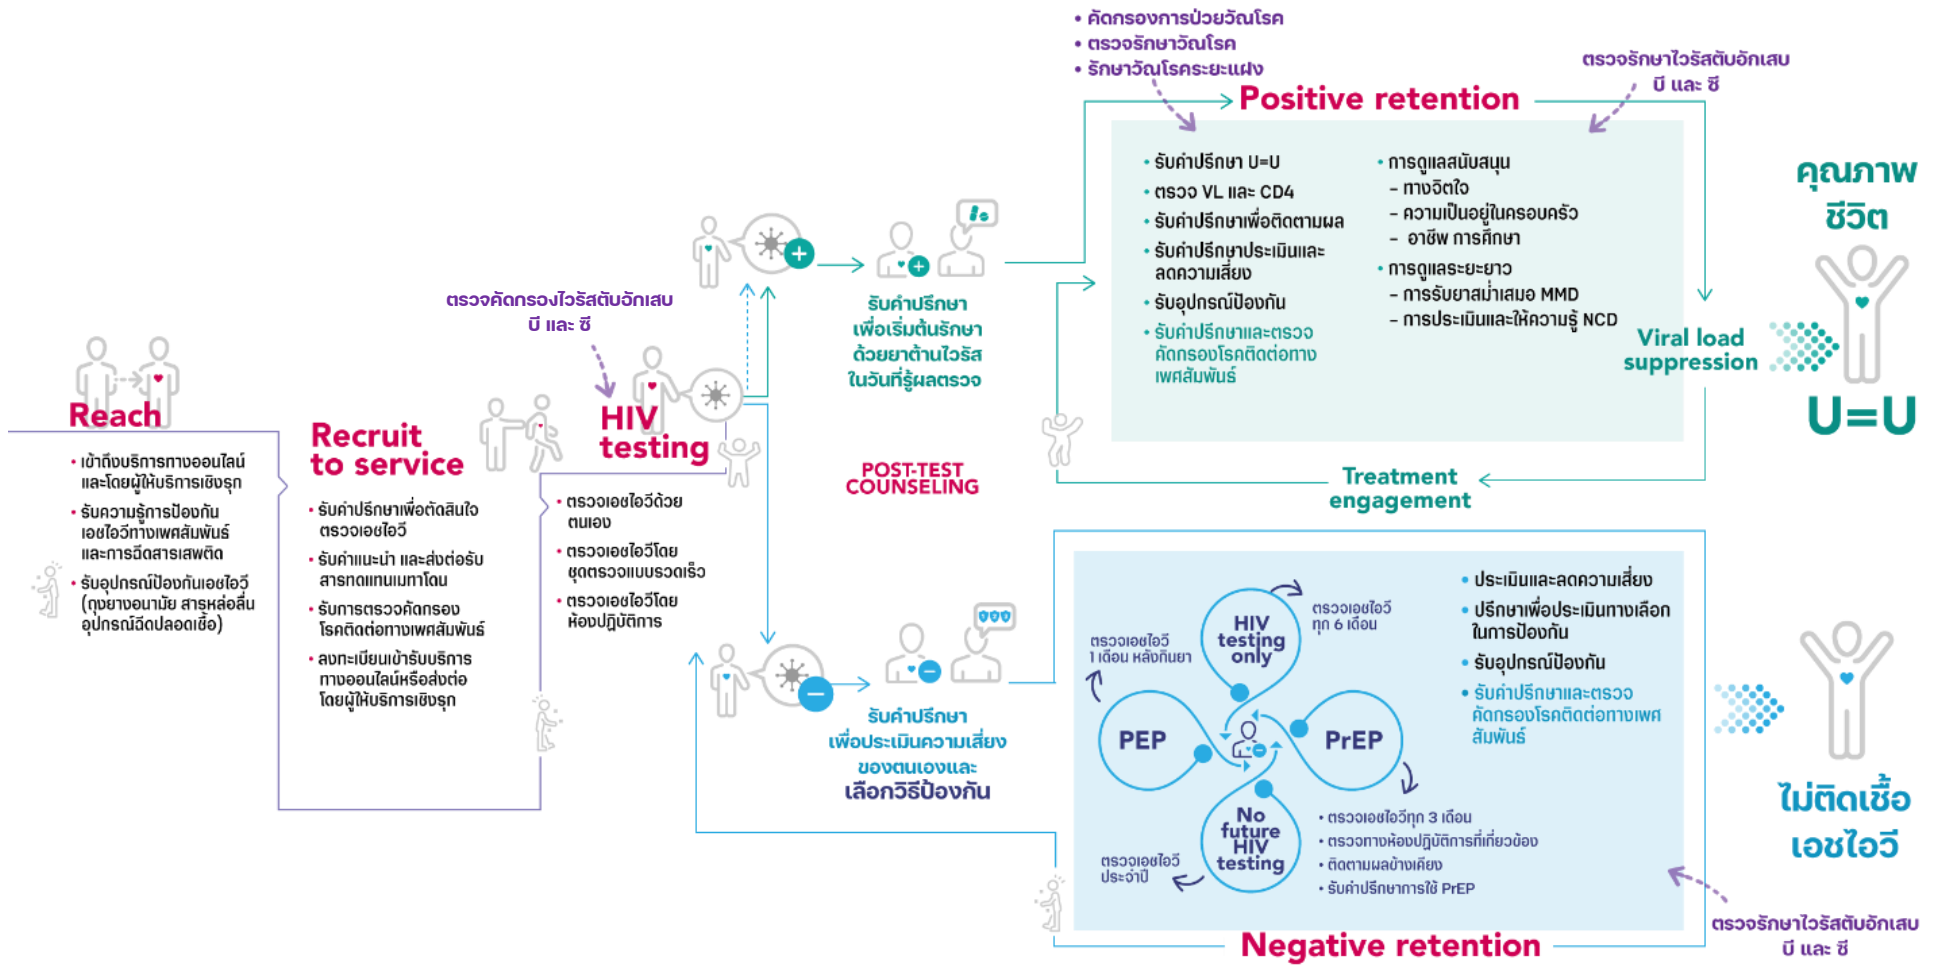 • คัดกรองการป่วยวัณโรค
• ตรวจรักษาวัณโรค
• รักษาวัณโรคระยะแฝง
ตรวจรักษาไวรัสตับอักเสบ
บี และ ซี
Positive retention
• รับคำปรึกษา U=U
• ตรวจ VL และ CD4
• รับคำปรึกษาเพื่อติดตามผล
• รับคำปรึกษาประเมินและ
ลดความเสี่ยง
• รับอุปกรณ์ป้องกัน
• รับคำปรึกษาและตรวจ
คัดกรองโรคติดต่อทาง
เพศสัมพันธ์
• การดูแลสนับสนุน
– ทางจิตใจ
– ความเป็นอยู่ในครอบครัว
– อาชีพ การศึกษา
• การดูแลระยะยาว
– การรับยาสม่ำเสมอ MMD
– การประเมินและให้ความรู้ NCD
คุณภาพ
ชีวิต
Viral load
suppression
U=U
Treatment
engagement
ตรวจคัดกรองไวรัสตับอักเสบ
บี และ ซี
รับคำปรึกษา
เพื่อเริ่มต้นรักษา
ด้วยยาต้านไวรัส
ในวันที่รู้ผลตรวจ
POST-TEST
COUNSELING
Reach
• เข้าถึงบริการทางออนไลน์
และโดยผู้ให้บริการเชิงรุก
• รับความรู้การป้องกัน
เอชไอวีทางเพศสัมพันธ์
และการฉีดสารเสพติด
• รับอุปกรณ์ป้องกันเอชไอวี
(ถุงยางอนามัย สารหล่อลื่น
อุปกรณ์ฉีดปลอดเชื้อ)
Recruit
to service
• รับคำปรึกษาเพื่อตัดสินใจ
ตรวจเอชไอวี
• รับคำแนะนำ และส่งต่อรับ
สารทดแทนเมทาโดน
• รับการตรวจคัดกรอง
โรคติดต่อทางเพศสัมพันธ์
• ลงทะเบียนเข้ารับบริการ
ทางออนไลน์หรือส่งต่อ
โดยผู้ให้บริการเชิงรุก
HIV
testing
• ตรวจเอชไอวีด้วย
ตนเอง
• ตรวจเอชไอวีโดย
ชุดตรวจแบบรวดเร็ว
• ตรวจเอชไอวีโดย
ห้องปฏิบัติการ
รับคำปรึกษา
เพื่อประเมินความเสี่ยง
ของตนเองและ
เลือกวิธีป้องกัน
HIV
testing
only
ตรวจเอชไอวี
ทุก 6 เดือน
ตรวจเอชไอวี
1 เดือน หลังกินยา
PEP
PrEP
No
future
HIV
testing
ตรวจเอชไอวี
ประจำปี
• ตรวจเอชไอวีทุก 3 เดือน
• ตรวจทางห้องปฏิบัติการที่เกี่ยวข้อง
• ติดตามผลข้างเคียง
• รับคำปรึกษาการใช้ PrEP
• ประเมินและลดความเสี่ยง
• ปรึกษาเพื่อประเมินทางเลือก
ในการป้องกัน
• รับอุปกรณ์ป้องกัน
• รับคำปรึกษาและตรวจ
คัดกรองโรคติดต่อทางเพศ
สัมพันธ์
ไม่ติดเชื้อ
เอชไอวี
ตรวจรักษาไวรัสตับอักเสบ
บี และ ซี
Negative retention